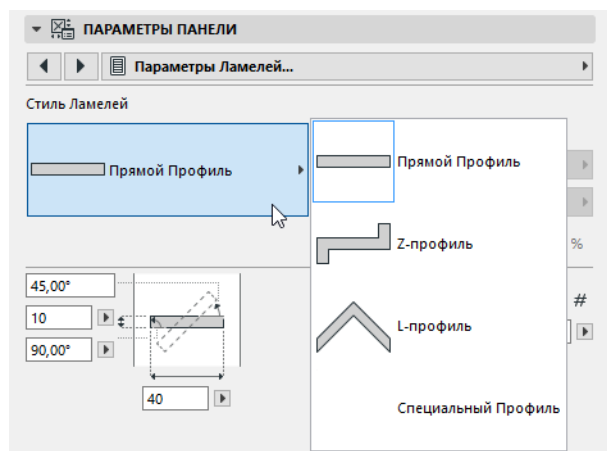 ПАРАМЕТРЫ ПАНЕЛИ
Параметры Ламелей...
Стиль Ламелей
Прямой Профиль
Прямой Профиль
Z-профиль
%
45,00°
#
10
L-профиль
90,00°
40
Специальный Профиль